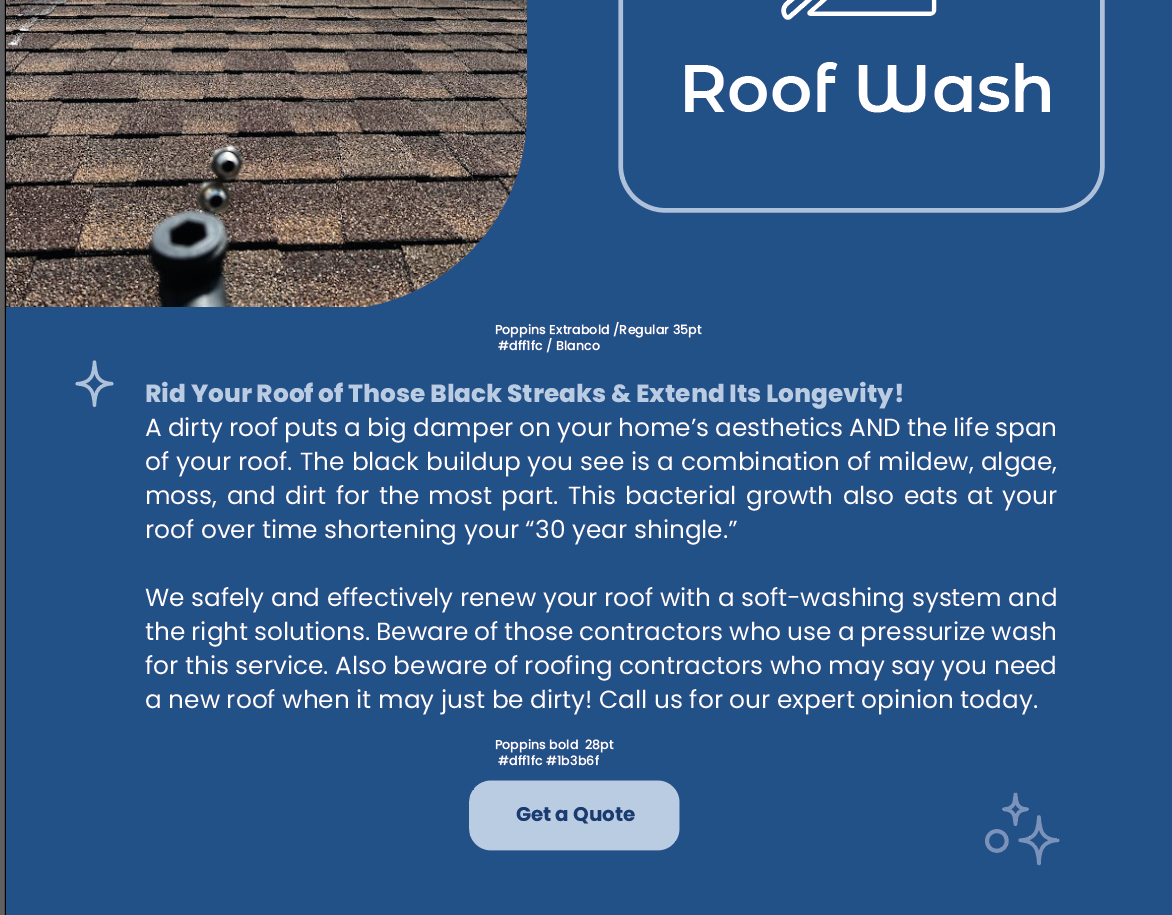 Roof Wash
Poppins Extrabold /Regular 35pt
#dff1fc / Blanco
Rid Your Roof of Those Black Streaks & Extend Its Longevity!
A dirty roof puts a big damper on your home’s aesthetics AND the life span
of your roof. The black buildup you see is a combination of mildew, algae,
moss, and dirt for the most part. This bacterial growth also eats at your
roof over time shortening your “30 year shingle.”
We safely and effectively renew your roof with a soft-washing system and
the right solutions. Beware of those contractors who use a pressurize wash
for this service. Also beware of roofing contractors who may say you need
a new roof when it may just be dirty! Call us for our expert opinion today.
Poppins bold 28pt
#dff1fc #1b3b6f
Get a Quote